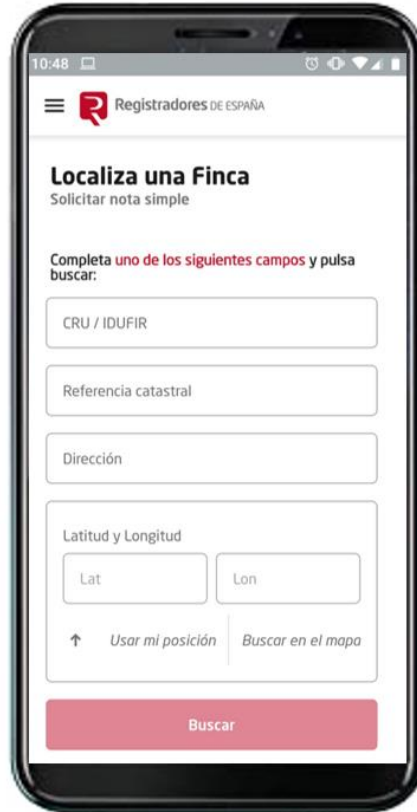 10:48
Registradores DE ESPAÑA
Localiza una Finca
Solicitar nota simple
Completa uno de los siguientes campos y pulsa
buscar:
CRU / IDUFIR
Referencia catastral
Dirección
Latitud y Longitud
Lat Lon
Usar mi posición Buscar en el mapa
Buscar